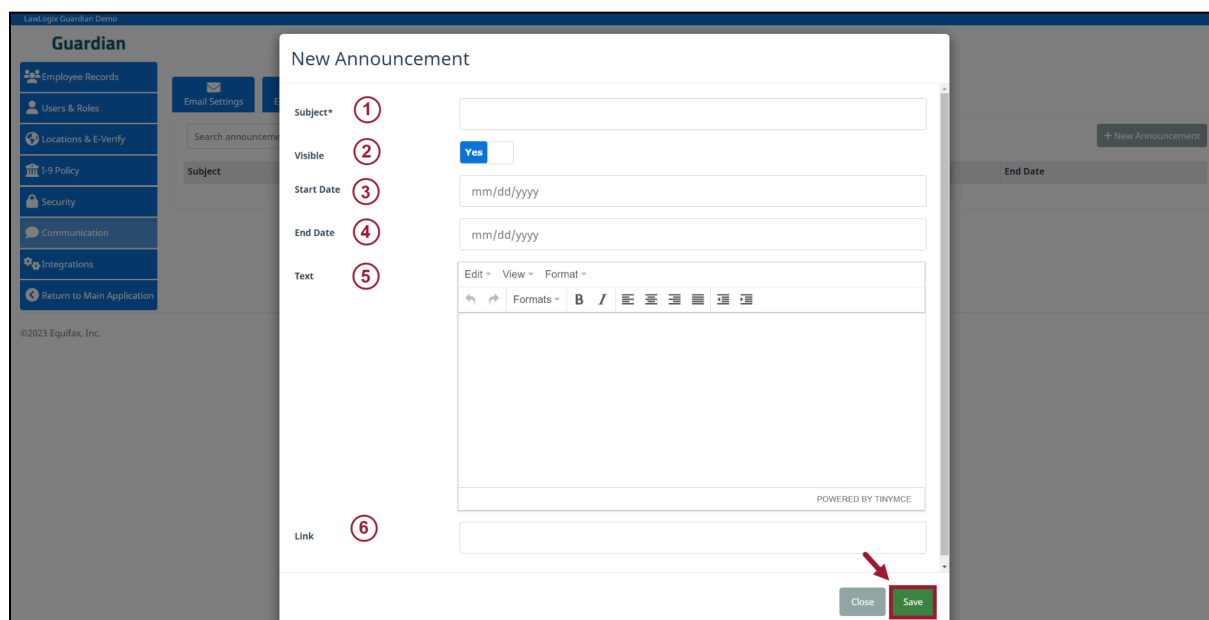 LawLogix Guardian Demo
Guardian
Employee Records
Users & Roles
Locations & E-Verify
I-9 Policy
Security
Communication
Integrations
Return to Main Application
©2023 Equifax, Inc.
Email Settings
E
Search announceme
+ New Announcement
Subject
End Date
New Announcement
Subject* 1
Visible 2 Yes
Start Date 3 mm/dd/yyyy
End Date 4 mm/dd/yyyy
Text 5
Edit View Format
Formats B I
POWERED BY TINYMCE
Link 6
Close Save